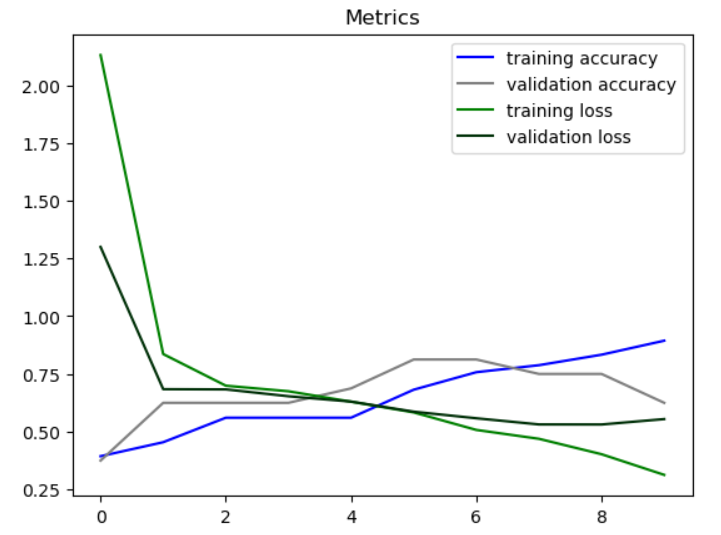 Metrics
training accuracy
validation accuracy
training loss
validation loss
2.00
1.75
1.50
1.25
1.00
0.75
0.50
0.25
0 2 4 6 8